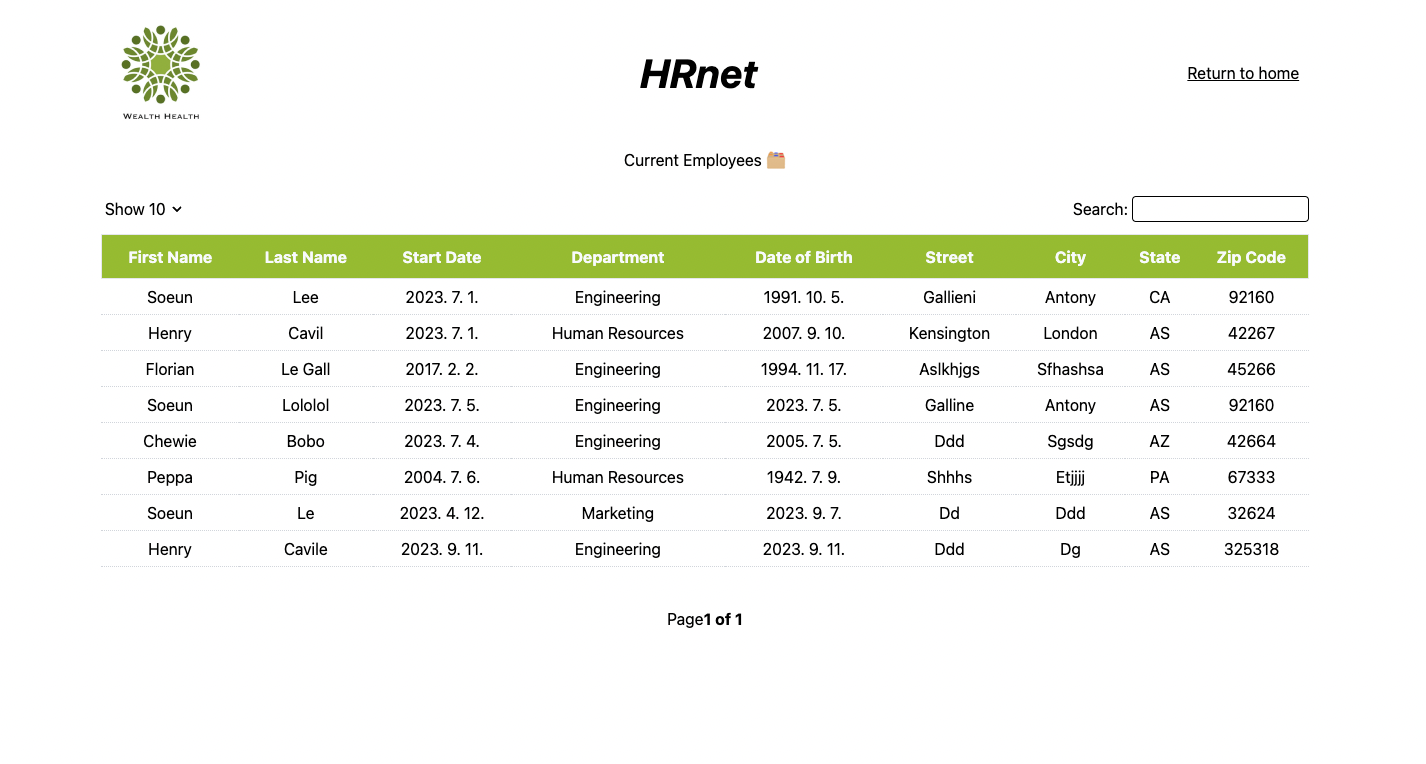 WEALTH HEALTH
HRnet
Return to home
Current Employees
Show 10
Search:
First Name Last Name Start Date Department Date of Birth Street City State Zip Code
Soeun Lee 2023. 7. 1. Engineering 1991. 10. 5. Gallieni Antony CA 92160
Henry Cavil 2023. 7. 1. Human Resources 2007. 9. 10. Kensington London AS 42267
Florian Le Gall 2017. 2. 2. Engineering 1994. 11. 17. Aslkhjgs Sfhashsa AS 45266
Soeun Lololol 2023. 7. 5. Engineering 2023. 7. 5. Galline Antony AS 92160
Chewie Bobo 2023. 7. 4. Engineering 2005. 7. 5. Ddd Sgsdg AZ 42664
Peppa Pig 2004. 7. 6. Human Resources 1942. 7. 9. Shhhs Etjjjj PA 67333
Soeun Le 2023. 4. 12. Marketing 2023. 9. 7. Dd Ddd AS 32624
Henry Cavile 2023. 9. 11. Engineering 2023. 9. 11. Ddd Dg AS 325318
Page1 of 1